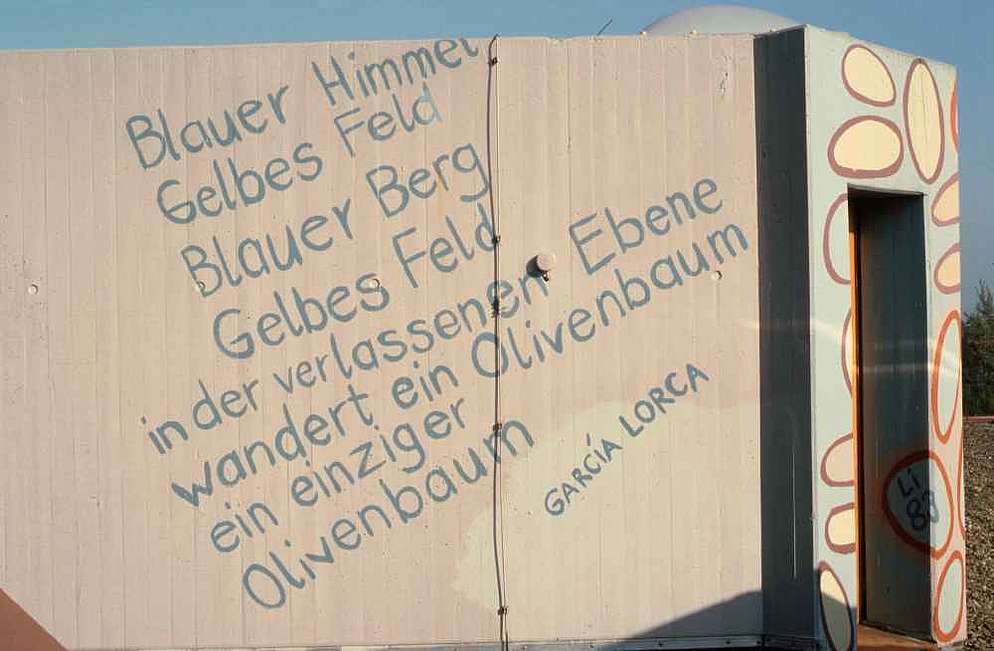 Blauer Himmel
Gelbes Feld
Blauer Berg
Gelbes Feld
in der verlassenen Ebene
wandert ein Olivenbaum
ein einziger
Olivenbaum
GARCÍA LORCA
Li
88